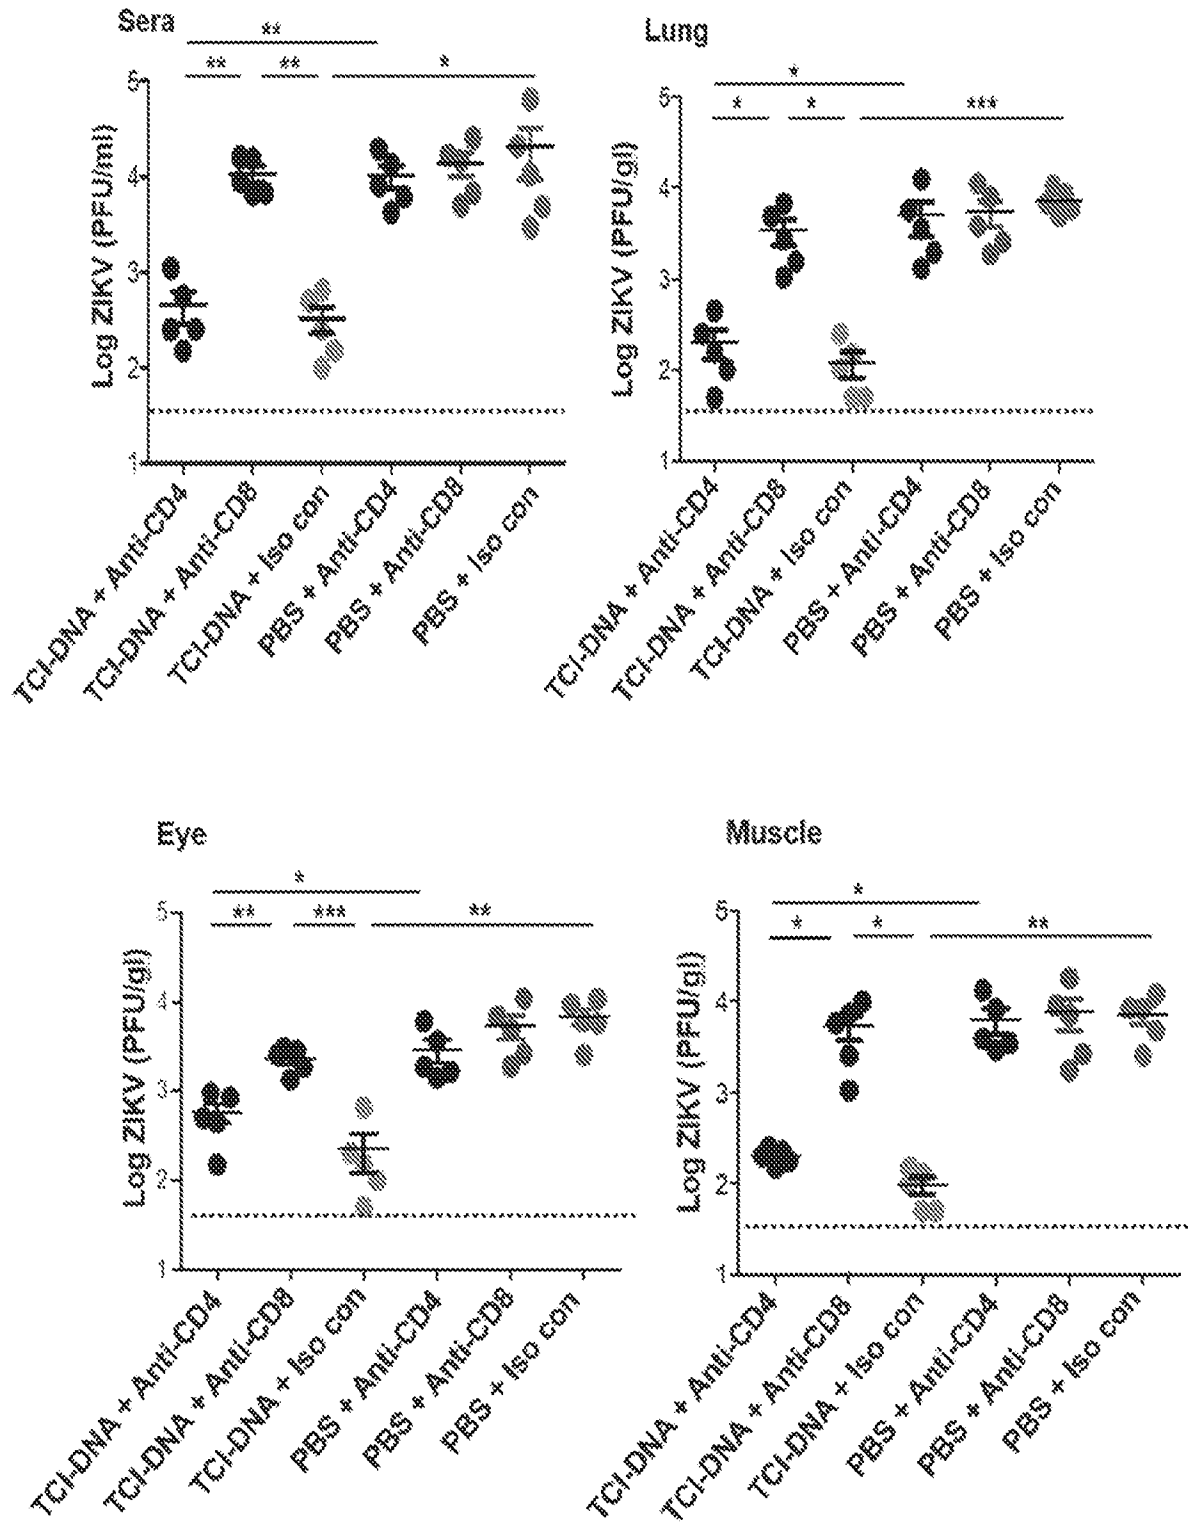 Sera
**
** ** *
5
4
3
2
1
Log ZIKV (PFU/ml)
TCI-DNA + Anti-CD4
TCI-DNA + Anti-CD8
TCI-DNA + Iso con
PBS + Anti-CD4
PBS + Anti-CD8
PBS + Iso con
Lung
*
* * ***
5
4
3
2
1
Log ZIKV (PFU/gl)
TCI-DNA + Anti-CD4
TCI-DNA + Anti-CD8
TCI-DNA + Iso con
PBS + Anti-CD4
PBS + Anti-CD8
PBS + Iso con
Eye
*
** *** **
5
4
3
2
1
Log ZIKV (PFU/gl)
TCI-DNA + Anti-CD4
TCI-DNA + Anti-CD8
TCI-DNA + Iso con
PBS + Anti-CD4
PBS + Anti-CD8
PBS + Iso con
Muscle
*
* * **
5
4
3
2
1
Log ZIKV (PFU/gl)
TCI-DNA + Anti-CD4
TCI-DNA + Anti-CD8
TCI-DNA + Iso con
PBS + Anti-CD4
PBS + Anti-CD8
PBS + Iso con